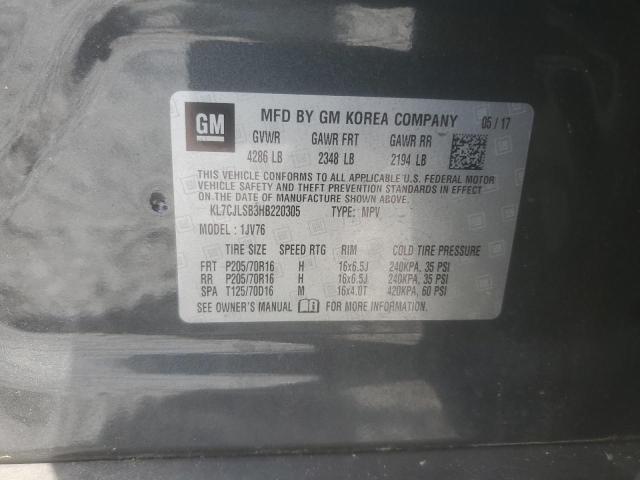 GM MFD BY GM KOREA COMPANY 05 / 17
GVWR GAWR FRT GAWR RR
4286 LB 2348 LB 2194 LB
THIS VEHICLE CONFORMS TO ALL APPLICABLE U.S. FEDERAL MOTOR
VEHICLE SAFETY AND THEFT PREVENTION STANDARDS IN EFFECT ON
THE DATE OF MANUFACTURE SHOWN ABOVE.
KL7CJLSB3HB220305 TYPE: MPV
MODEL : 1JV76
TIRE SIZE SPEED RTG RIM COLD TIRE PRESSURE
FRT P205/70R16 H 16x6.5J 240KPA, 35 PSI
RR P205/70R16 H 16x6.5J 240KPA, 35 PSI
SPA T125/70D16 M 16x4.0T 420KPA, 60 PSI
SEE OWNER'S MANUAL FOR MORE INFORMATION.